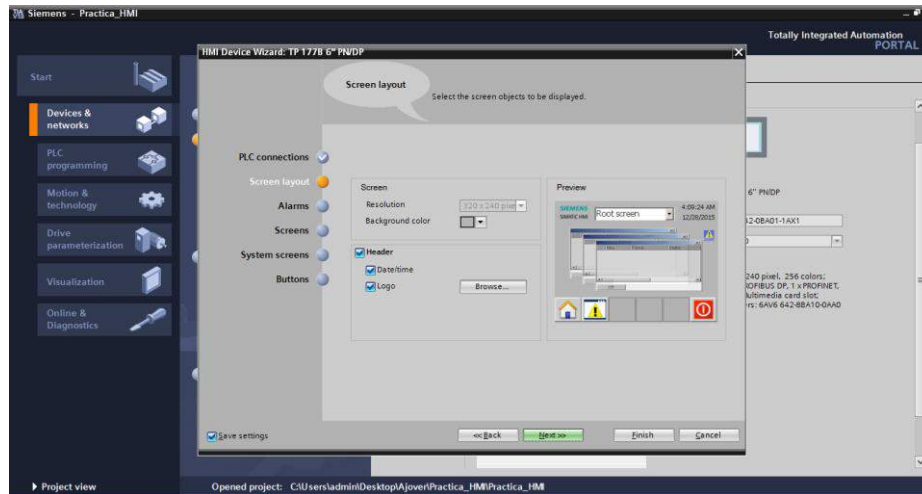 Siemens - Practica_HMI
Totally Integrated Automation
PORTAL
HMI Device Wizard: TP 177B 6" PN/DP
Start
Devices &
networks
PLC
programming
Motion &
technology
Drive
parameterization
Visualization
Online &
Diagnostics
Screen layout
Select the screen objects to be displayed.
PLC connections
Screen layout
Alarms
Screens
System screens
Buttons
Screen
Resolution
320 x 240 pixel
Background color
Header
Date/time
Logo
Browse...
Preview
SIEMENS
SIMATIC HMI
Root screen
4:09:24 AM
12/28/2015
6" PN/DP
42-0BA01-1AX1
240 pixel, 256 colors;
ROFIBUS DP, 1 x PROFINET,
ultimedia card slot;
rs: 6AV6 642-8BA10-0AA0
Save settings
<< Back
Next >>
Finish
Cancel
Project view
Opened project: C:\Users\admin\Desktop\Ajover\Practica_HMI\Practica_HMI